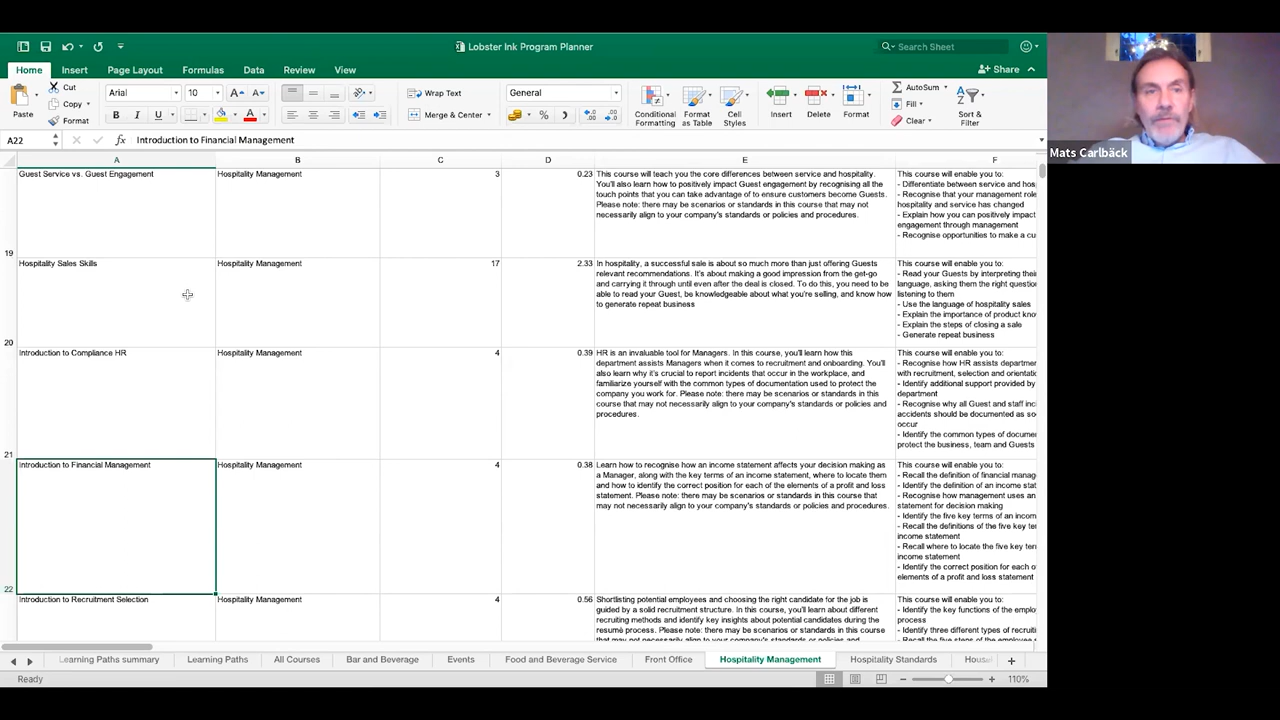 Lobster Ink Program Planner
Search Sheet
Home
Insert
Page Layout
Formulas
Data
Review
View
Share
Paste
Cut
Copy
Arial
10
Wrap Text
Merge & Center
General
Conditional
Formatting
Format
as Table
Cell
Styles
Insert
Delete
Format
AutoSum
Fill
Clear
Sort &
Filter
Mats Carlbäck
A22
fx
Introduction to Financial Management
A
B
C
D
E
F
19
Guest Service vs. Guest Engagement
Hospitality Management
3
0.23
This course will teach you the core differences between service and hospitality.
You'll also learn how to positively impact Guest engagement by recognising all the
touch points that you can take advantage of to ensure customers become Guests.
Please note: there may be scenarios or standards in this course that may not
necessarily align to your company's standards or policies and procedures.
This course will enable you to:
- Differentiate between service and hos
- Recognise that your management role
hospitality and service has changed
- Explain how you can positively impact
engagement through management
- Recognise opportunities to make a cu
20
Hospitality Sales Skills
Hospitality Management
17
2.33
In hospitality, a successful sale is about so much more than just offering Guests
relevant recommendations. It's about making a good impression from the get-go
and carrying it through until even after the deal is closed. To do this, you need to be
able to read your Guest, be knowledgeable about what you're selling, and know how
to generate repeat business
This course will enable you to:
- Read your Guests by interpreting thei
language, asking them the right question
listening to them
- Use the language of hospitality sales
- Explain the importance of product kno
- Explain the steps of closing a sale
- Generate repeat business
21
Introduction to Compliance HR
Hospitality Management
4
0.39
HR is an invaluable tool for Managers. In this course, you'll learn how this
department assists Managers when it comes to recruitment and onboarding. You'll
also learn why it's crucial to report incidents that occur in the workplace, and
familiarize yourself with the common types of documentation used to protect the
company you work for. Please note: there may be scenarios or standards in this
course that may not necessarily align to your company's standards or policies and
procedures.
This course will enable you to:
- Recognise how HR assists departmer
with recruitment, selection and orientatio
- Identify additional support provided by
department
- Recognise why all Guest and staff inc
accidents should be documented as so
occur
- Identify the common types of docume
protect the business, team and Guests
22
Introduction to Financial Management
Hospitality Management
4
0.38
Learn how to recognise how an income statement affects your decision making as
a Manager, along with the key terms of an income statement, where to locate them
and how to identify the correct position for each of the elements of a profit and loss
statement. Please note: there may be scenarios or standards in this course that
may not necessarily align to your company's standards or policies and procedures.
This course will enable you to:
- Recall the definition of financial manag
- Identify the definition of an income stat
- Recognise how management uses an
statement for decision making
- Identify the five key terms of an incom
- Recall the definitions of the five key ter
income statement
- Recall where to locate the five key terr
income statement
- Identify the correct position for each o
elements of a profit and loss statement
Introduction to Recruitment Selection
Hospitality Management
4
0.56
Shortlisting potential employees and choosing the right candidate for the job is
guided by a solid recruitment structure. In this course, you'll learn about different
recruiting methods and identify key insights about potential candidates during the
resumè process. Please note: there may be scenarios or standards in this course
that may not necessarily align to your company's standards or policies and
This course will enable you to:
- Identify the key functions of the emplo
process
- Identify three different types of recruiti
- Recall the five steps of the employme
Learning Paths summary
Learning Paths
All Courses
Bar and Beverage
Events
Food and Beverage Service
Front Office
Hospitality Management
Hospitality Standards
House
Ready
110%